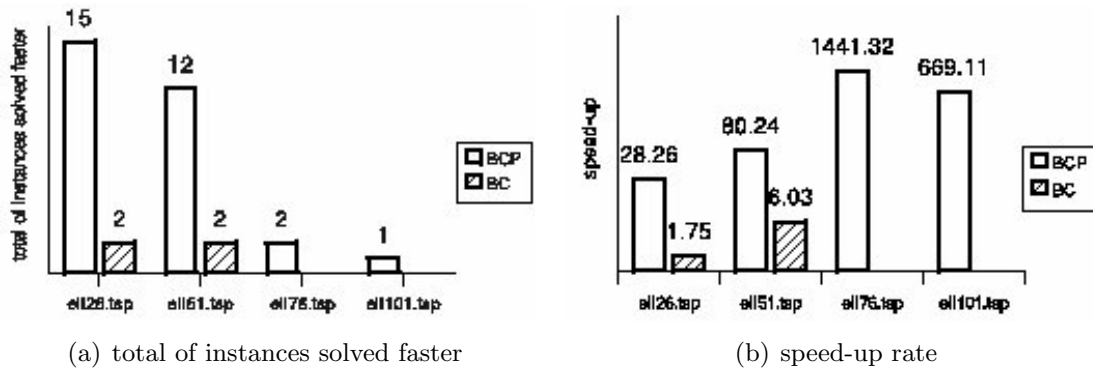 15
12
2
2
2
1
total of instances solved faster
BCP
BC
eil26.tsp
eil51.tsp
eil76.tsp
eil101.tsp
(a) total of instances solved faster
1441.32
669.11
80.24
28.26
6.03
1.75
speed-up
BCP
BC
eil26.tsp
eil51.tsp
eil76.tsp
eil101.tsp
(b) speed-up rate